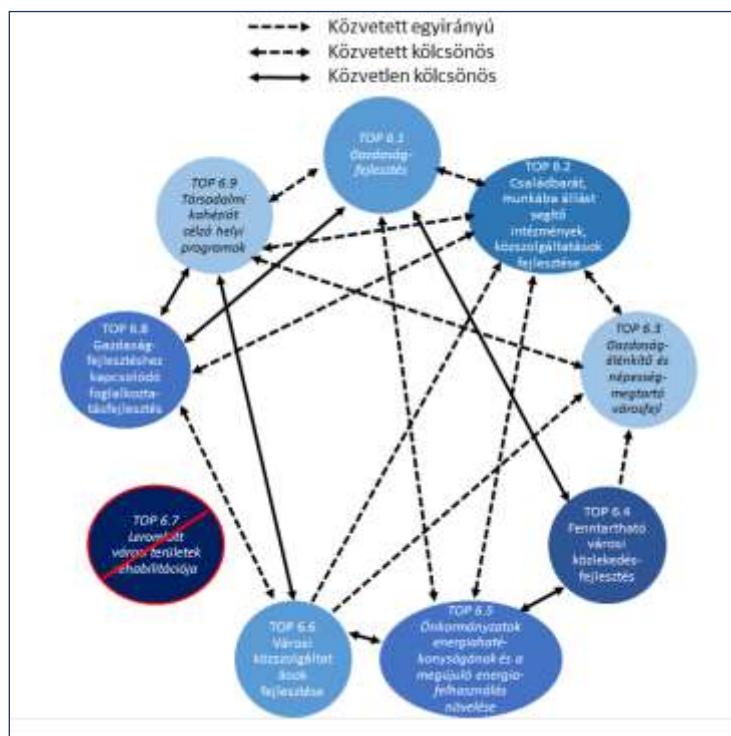 Közvetett egyirányú
Közvetett kölcsönös
Közvetlen kölcsönös
TOP 6.1
Gazdaság-
fejlesztés
TOP 6.2
Családbarát,
munkába állást
segítő
intézmények,
közszolgáltatások
fejlesztése
TOP 6.3
Gazdaság-
élénkítő és
népesség-
megtartó
városfejl
TOP 6.4
Fenntartható
városi
közlekedés-
fejlesztés
TOP 6.5
Önkormányzatok
energiahaté-
konyságának és a
megújuló energia-
felhasználás
növelése
TOP 6.6
Városi
közszolgáltat
ások
fejlesztése
TOP 6.7
Leromlott
városi területek
rehabilitációja
TOP 6.8
Gazdaság-
fejlesztéshez
kapcsolódó
foglalkozta-
tásfejlesztés
TOP 6.9
Társadalmi
kohéziót
célzó helyi
programok